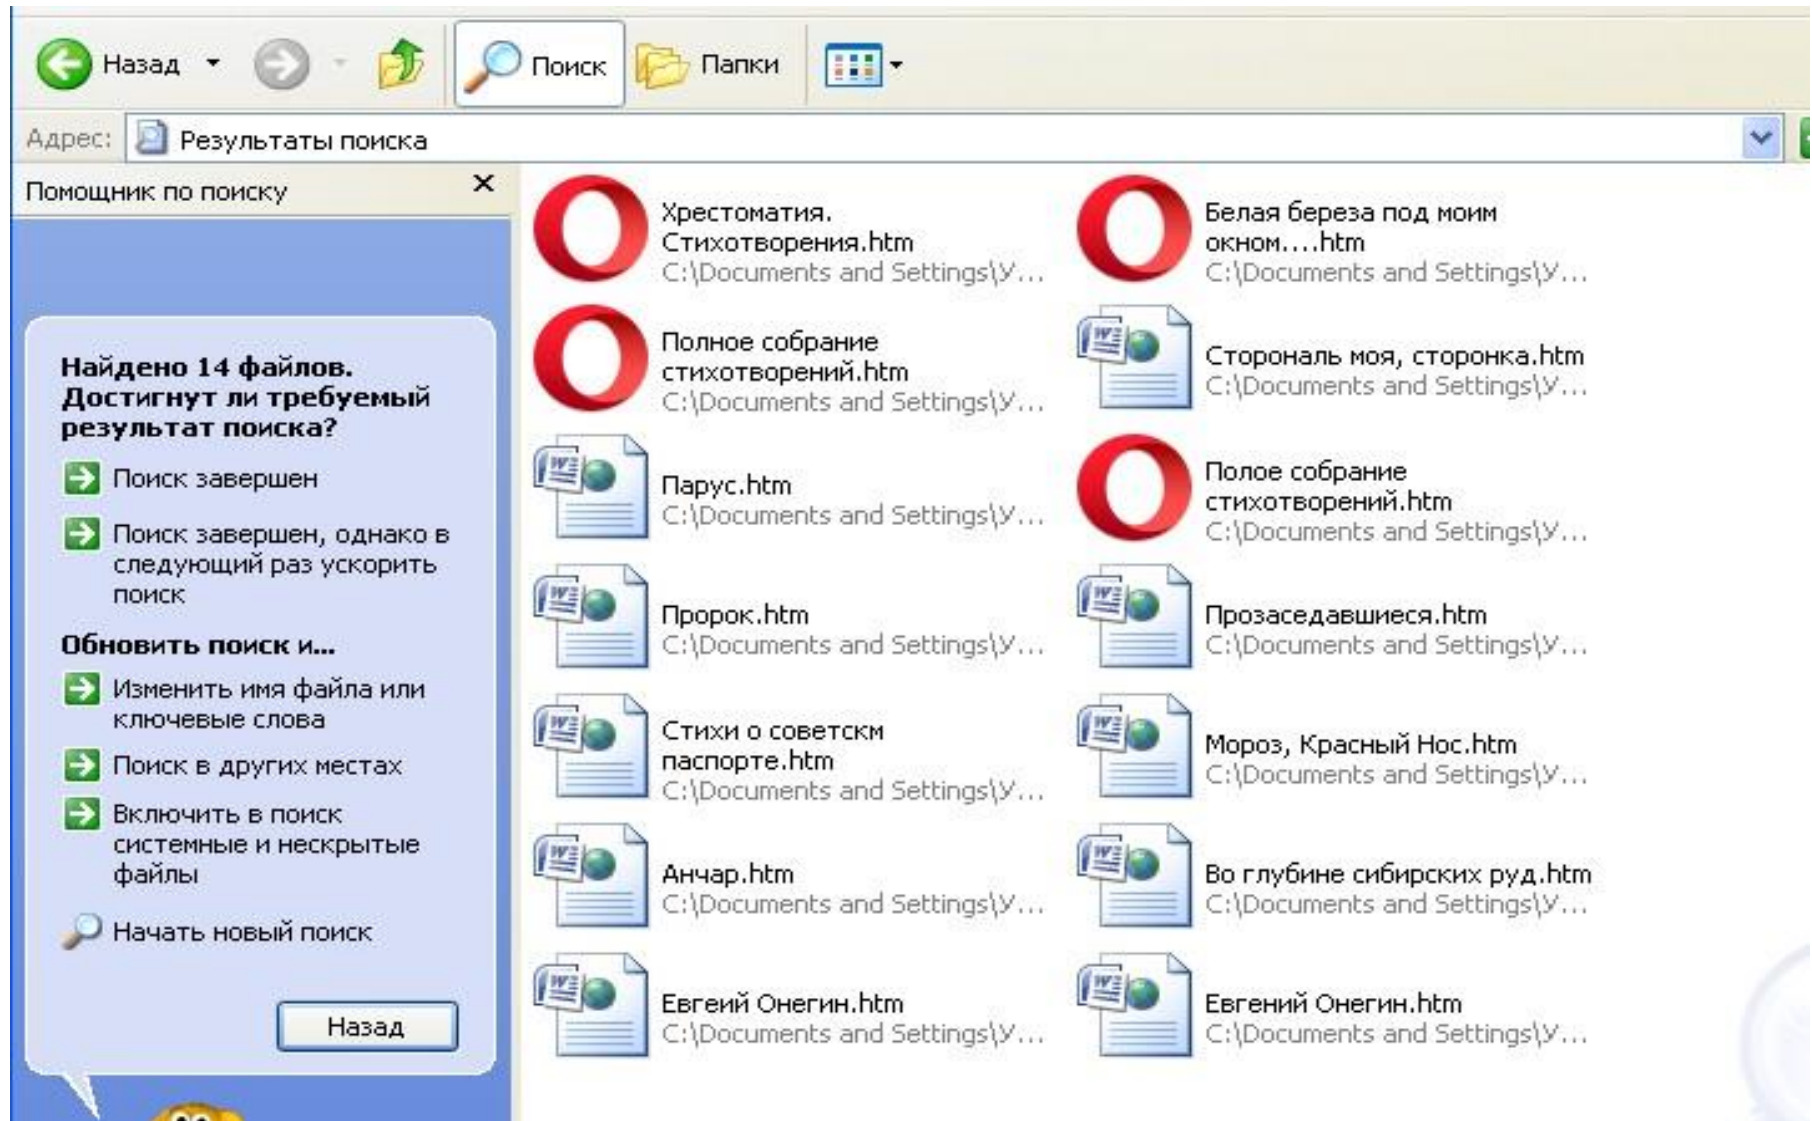 Назад
Поиск
Папки
Адрес:
Результаты поиска
Помощник по поиску
Найдено 14 файлов.
Достигнут ли требуемый
результат поиска?
Поиск завершен
Поиск завершен, однако в
следующий раз ускорить
поиск
Обновить поиск и...
Изменить имя файла или
ключевые слова
Поиск в других местах
Включить в поиск
системные и нескрытые
файлы
Начать новый поиск
Назад
Хрестоматия.
Стихотворения.htm
C:\Documents and Settings\У...
Белая береза под моим
окном....htm
C:\Documents and Settings\У...
Полное собрание
стихотворений.htm
C:\Documents and Settings\У...
Сторональ моя, сторонка.htm
C:\Documents and Settings\У...
Парус.htm
C:\Documents and Settings\У...
Полое собрание
стихотворений.htm
C:\Documents and Settings\У...
Пророк.htm
C:\Documents and Settings\У...
Прозаседавшиеся.htm
C:\Documents and Settings\У...
Стихи о советскм
паспорте.htm
C:\Documents and Settings\У...
Мороз, Красный Нос.htm
C:\Documents and Settings\У...
Анчар.htm
C:\Documents and Settings\У...
Во глубине сибирских руд.htm
C:\Documents and Settings\У...
Евгеий Онегин.htm
C:\Documents and Settings\У...
Евгений Онегин.htm
C:\Documents and Settings\У...